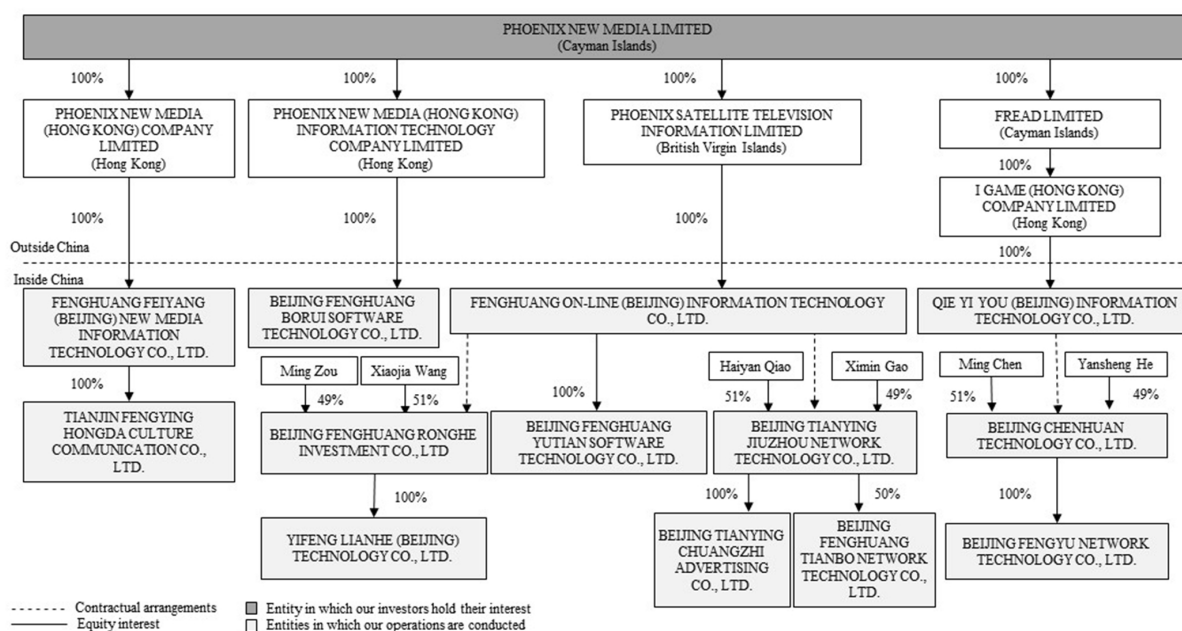 PHOENIX NEW MEDIA LIMITED
(Cayman Islands)
100%
100%
100%
100%
PHOENIX NEW MEDIA
(HONG KONG) COMPANY
LIMITED
(Hong Kong)
PHOENIX NEW MEDIA (HONG KONG)
INFORMATION TECHNOLOGY
COMPANY LIMITED
(Hong Kong)
PHOENIX SATELLITE TELEVISION
INFORMATION LIMITED
(British Virgin Islands)
FREAD LIMITED
(Cayman Islands)
100%
I GAME (HONG KONG)
COMPANY LIMITED
(Hong Kong)
100%
100%
100%
100%
Outside China
Inside China
FENGHUANG FEIYANG
(BEIJING) NEW MEDIA
INFORMATION
TECHNOLOGY CO., LTD.
BEIJING FENGHUANG
BORUI SOFTWARE
TECHNOLOGY CO., LTD.
FENGHUANG ON-LINE (BEIJING) INFORMATION TECHNOLOGY
CO., LTD.
QIE YI YOU (BEIJING) INFORMATION
TECHNOLOGY CO., LTD.
Ming Zou
Xiaojia Wang
Haiyan Qiao
Ximin Gao
Ming Chen
Yansheng He
100%
49%
51%
100%
51%
49%
51%
49%
TIANJIN FENGYING
HONGDA CULTURE
COMMUNICATION CO.,
LTD.
BEIJING FENGHUANG RONGHE
INVESTMENT CO., LTD
BEIJING FENGHUANG
YUTIAN SOFTWARE
TECHNOLOGY CO., LTD.
BEIJING TIANYING
JIUZHOU NETWORK
TECHNOLOGY CO., LTD.
BEIJING CHENHUAN
TECHNOLOGY CO., LTD.
100%
100%
50%
100%
YIFENG LIANHE (BEIJING)
TECHNOLOGY CO., LTD.
BEIJING TIANYING
CHUANGZHI
ADVERTISING
CO., LTD.
BEIJING
FENGHUANG
TIANBO NETWORK
TECHNOLOGY CO.,
LTD.
BEIJING FENGYU NETWORK
TECHNOLOGY CO., LTD.
Contractual arrangements
Entity in which our investors hold their interest
Equity interest
Entities in which our operations are conducted